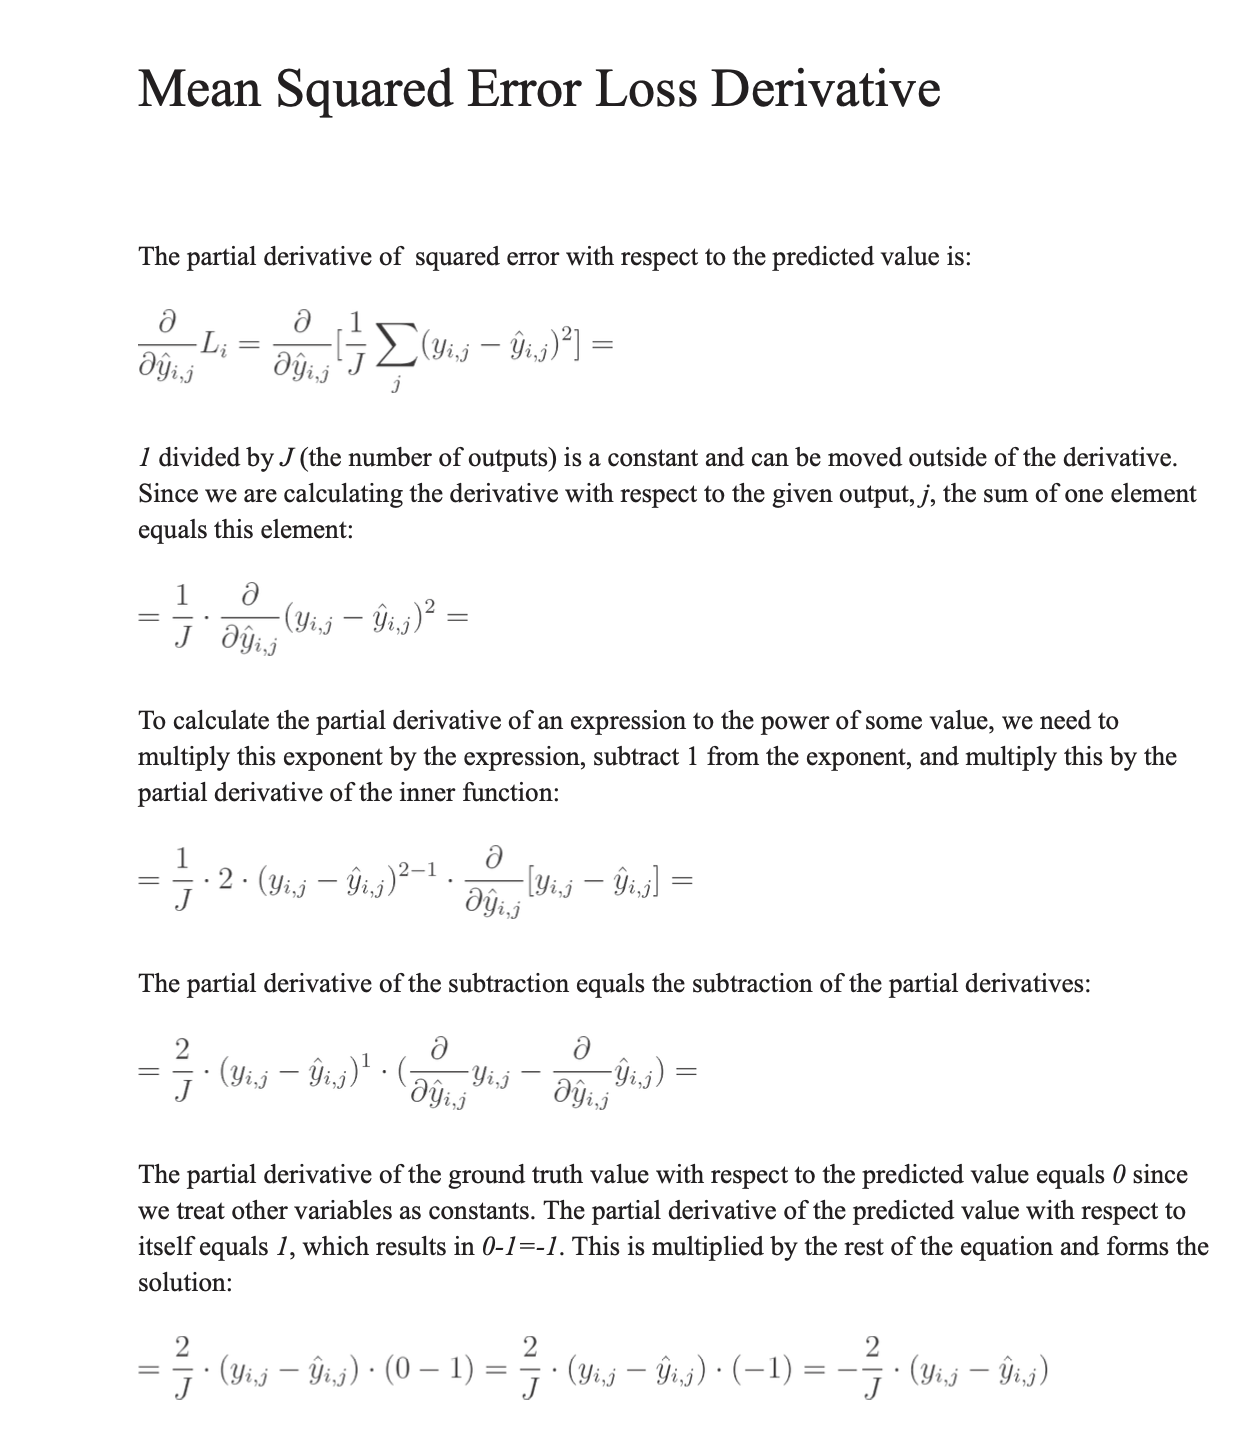 Mean Squared Error Loss Derivative
The partial derivative of  squared error with respect to the predicted value is:
$\frac{\partial}{\partial \hat{y}_{i,j}} L_i = \frac{\partial}{\partial \hat{y}_{i,j}} [\frac{1}{J} \sum_j (y_{i,j} - \hat{y}_{i,j})^2] =$
1 divided by J (the number of outputs) is a constant and can be moved outside of the derivative.
Since we are calculating the derivative with respect to the given output, j, the sum of one element
equals this element:
$= \frac{1}{J} \cdot \frac{\partial}{\partial \hat{y}_{i,j}} (y_{i,j} - \hat{y}_{i,j})^2 =$
To calculate the partial derivative of an expression to the power of some value, we need to
multiply this exponent by the expression, subtract 1 from the exponent, and multiply this by the
partial derivative of the inner function:
$= \frac{1}{J} \cdot 2 \cdot (y_{i,j} - \hat{y}_{i,j})^{2-1} \cdot \frac{\partial}{\partial \hat{y}_{i,j}} [y_{i,j} - \hat{y}_{i,j}] =$
The partial derivative of the subtraction equals the subtraction of the partial derivatives:
$= \frac{2}{J} \cdot (y_{i,j} - \hat{y}_{i,j})^1 \cdot (\frac{\partial}{\partial \hat{y}_{i,j}} y_{i,j} - \frac{\partial}{\partial \hat{y}_{i,j}} \hat{y}_{i,j}) =$
The partial derivative of the ground truth value with respect to the predicted value equals 0 since
we treat other variables as constants. The partial derivative of the predicted value with respect to
itself equals 1, which results in 0-1=-1. This is multiplied by the rest of the equation and forms the
solution:
$= \frac{2}{J} \cdot (y_{i,j} - \hat{y}_{i,j}) \cdot (0 - 1) = \frac{2}{J} \cdot (y_{i,j} - \hat{y}_{i,j}) \cdot (-1) = -\frac{2}{J} \cdot (y_{i,j} - \hat{y}_{i,j})$